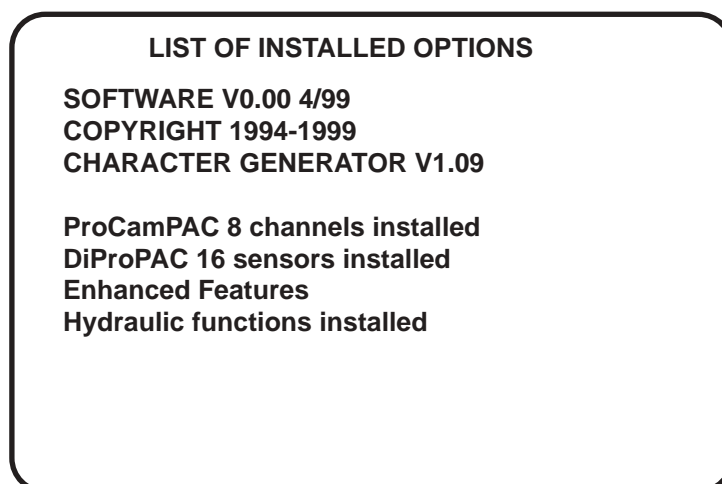 LIST OF INSTALLED OPTIONS
SOFTWARE V0.00 4/99
COPYRIGHT 1994-1999
CHARACTER GENERATOR V1.09
ProCamPAC 8 channels installed
DiProPAC 16 sensors installed
Enhanced Features
Hydraulic functions installed